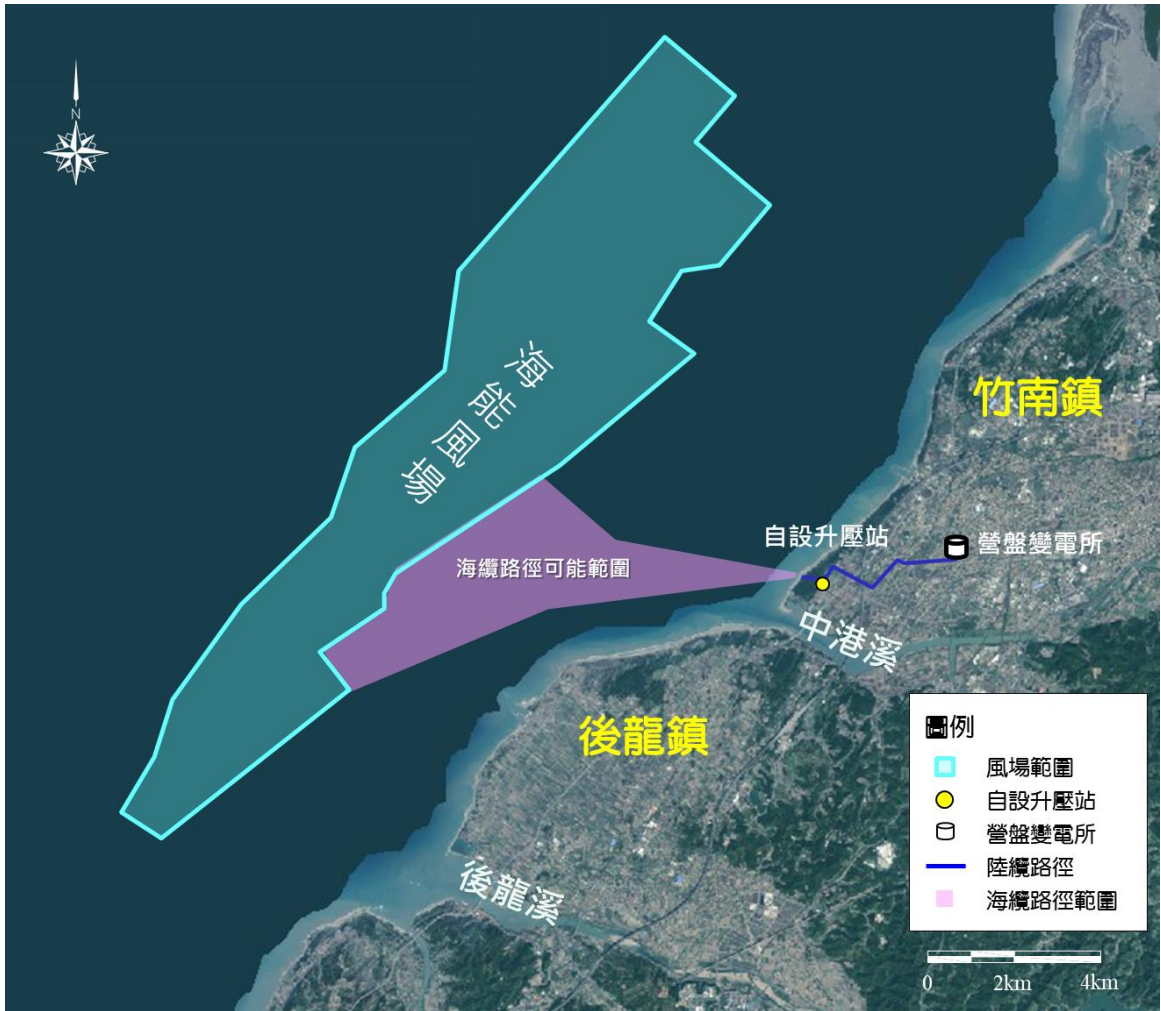 N
海能風場
竹南鎮
自設升壓站
營盤變電所
海纜路徑可能範圍
中港溪
後龍鎮
後龍溪
圖例
風場範圍
自設升壓站
營盤變電所
陸纜路徑
海纜路徑範圍
0 2km 4km